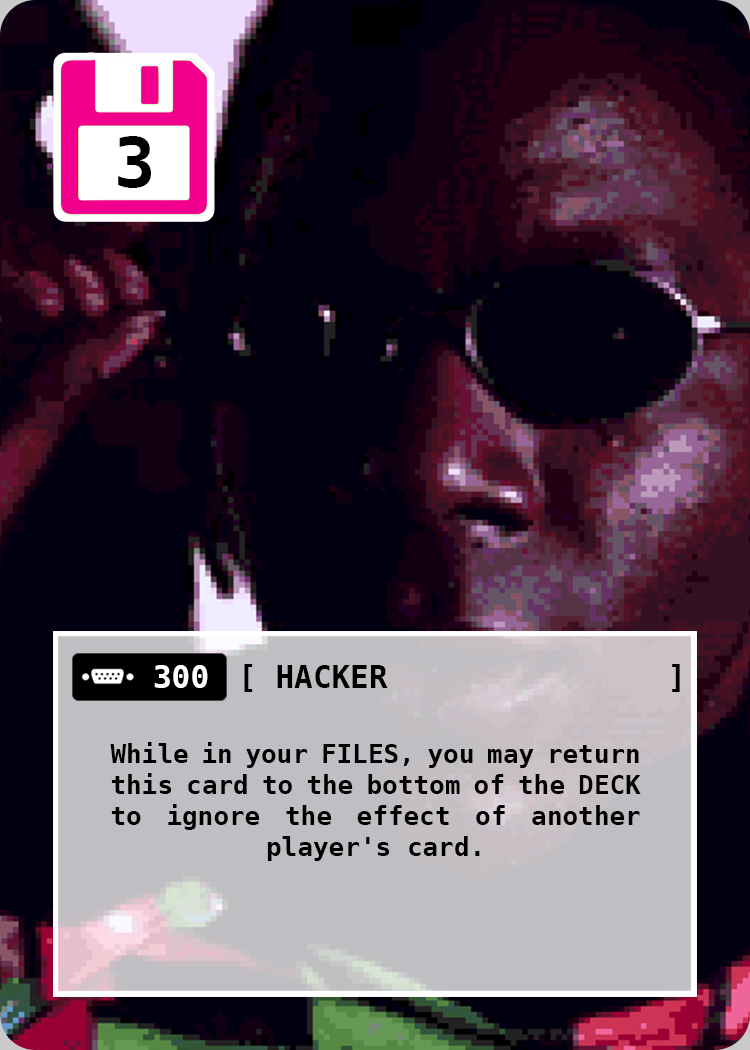 3
300 [ HACKER ]
While in your FILES, you may return
this card to the bottom of the DECK
to ignore the effect of another
player's card.